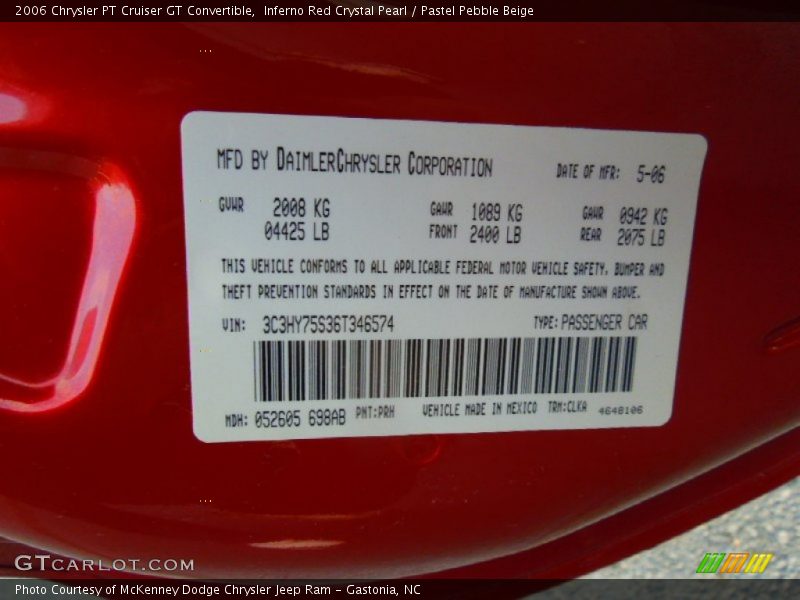 2006 Chrysler PT Cruiser GT Convertible,  Inferno Red Crystal Pearl / Pastel Pebble Beige
MFD BY DAIMLERCHRYSLER CORPORATION
DATE OF MFR: 5-06
GVWR 2008 KG
04425 LB
GAWR 1089 KG
FRONT 2400 LB
GAWR 0942 KG
REAR 2075 LB
THIS VEHICLE CONFORMS TO ALL APPLICABLE FEDERAL MOTOR VEHICLE SAFETY, BUMPER AND
THEFT PREVENTION STANDARDS IN EFFECT ON THE DATE OF MANUFACTURE SHOWN ABOVE.
VIN: 3C3HY75S36T346574
TYPE: PASSENGER CAR
MDH: 052605 698AB PNT:PRH VEHICLE MADE IN MEXICO TRM:CLKA 4648106
GTCARLOT.COM
Photo Courtesy of McKenney Dodge Chrysler Jeep Ram – Gastonia, NC